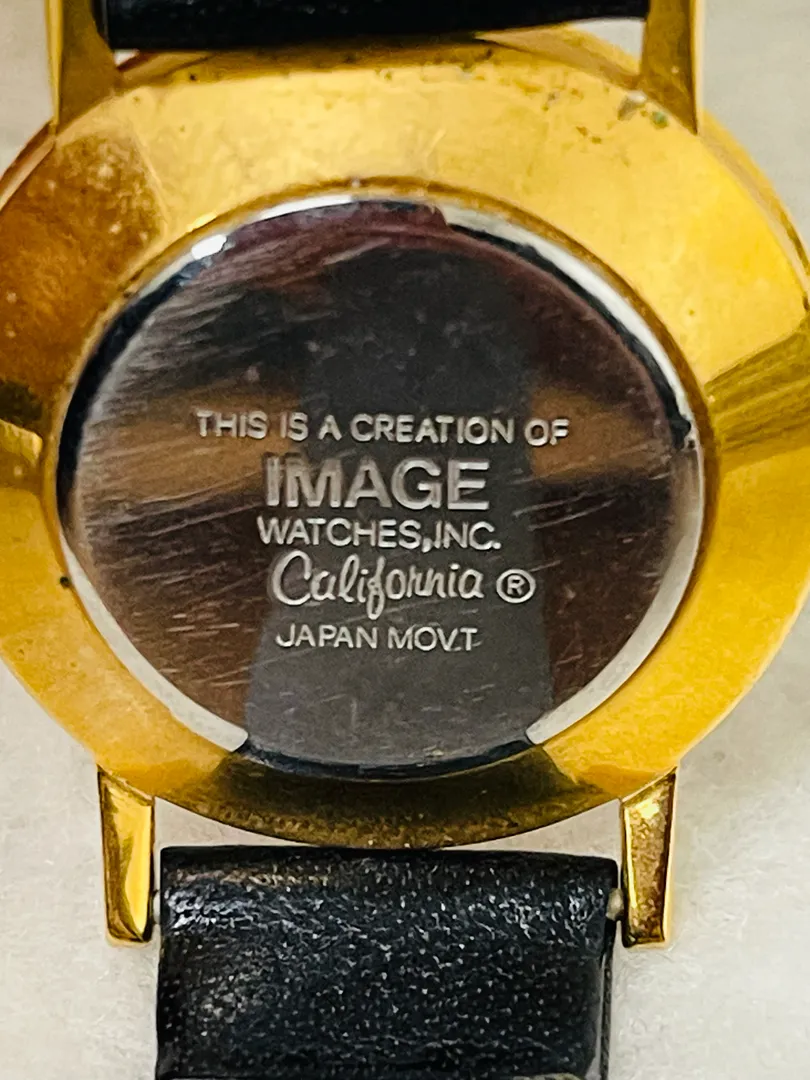 THIS IS A CREATION OF
IMAGE
WATCHES, INC.
California ®
JAPAN MOV.T